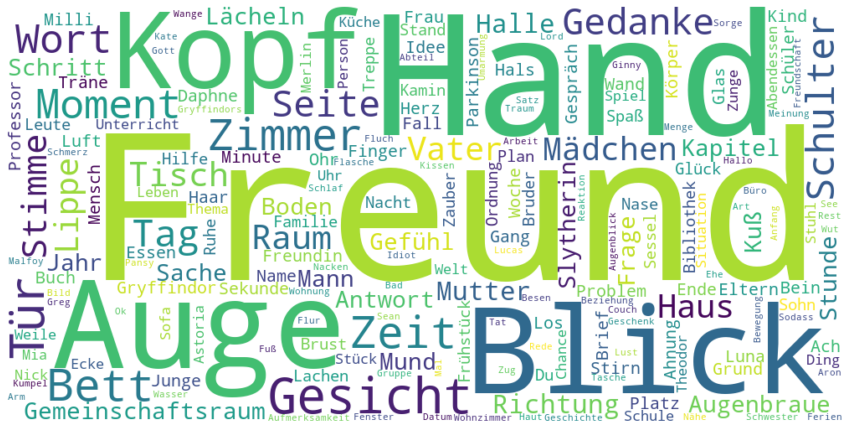 Milli
Lächeln
Küche
Frau
Stand
Halle
Gedanke
Sorge
Kind
Wange
Kate
Gott
Kopf
Hand
Idee
Abteil
Lord
Ginny
Wort
Schritt
Träne
Daphne
Gryffindors
Merlin
Person
Treppe
Hals
Umarmung
Parkinson
Gespräch
Körper
Wand
Spiel
Spaß
Glas
Zunge
Abendessen
Schüler
Freundschaft
Schulter
Professor
Moment
Seite
Kamin
Herz
Fall
Satz
Traum
Leute
Unterricht
Luft
Zimmer
Fluch
Arbeit
Menge
Meinung
Schmerz
Hilfe
Minute
Ohr
Uhr
Finger
Flasche
Vater
Plan
Mädchen
Kapitel
Hallo
Stimme
Mensch
Lippe
Tisch
Leben
Thema
Haar
Ruhe
Freund
Kissen
Schlaf
Zauber
Woche
Bruder
Ordnung
Nase
Glück
Bibliothek
Büro
Kuß
Stuhl
See
Rest
Wut
Art
Anfang
Tag
Boden
Familie
Nacht
Gefühl
Gang
Slytherin
Reaktion
Augenblick
Frage
Sessel
Situation
Stunde
Raum
Tür
Malfoy
Jahr
Essen
Pansy
Sache
Freundin
Nacken
Name
Mann
Idiot
Welt
Lucas
Mutter
Problem
Ende
Ehe
Eltern
Bein
Sohn
Buch
Bild
Greg
Gryffindor
Sekunde
Wohnung
Bad
Antwort
Besen
Beziehung
Couch
Haus
Bewegung
Sodass
Ok
Weile
Mia
Ecke
Sofa
Astoria
Auge
Flur
Brust
Sean
Zeit
Frühstück
Los
Tat
Chance
Geschenk
Brief
Ahnung
Theodor
Luna
Grund
Ach
Ding
Aron
Nick
Kumpel
Junge
Fuß
Stück
Mund
Rede
Du
Lust
Stirn
Blick
Arm
Bett
Wasser
Lachen
Gruppe
Mal
Gesicht
Zug
Tasche
Richtung
Platz
Augenbraue
Gemeinschaftsraum
Aufmerksamkeit
Fenster
Datum
Wohnzimmer
Haut
Geschichte
Schule
Nähe
Schwester
Ferien